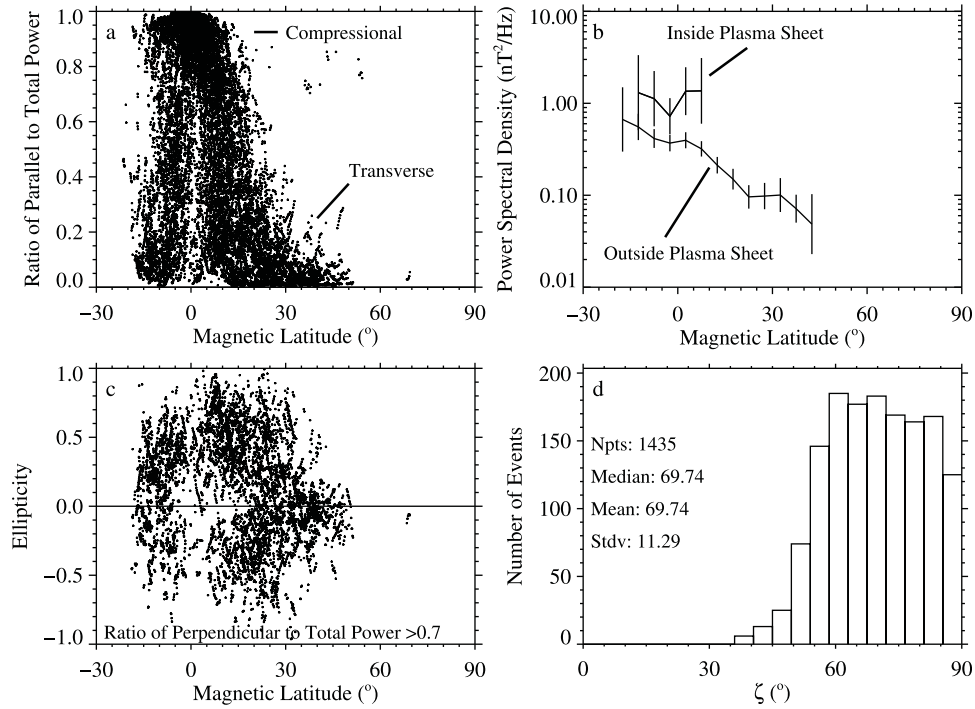 a
Compressional
Transverse
1.0
0.8
0.6
0.4
0.2
0.0
Ratio of Parallel to Total Power
−30 0 30 60 90
Magnetic Latitude (°)
b
Inside Plasma Sheet
Outside Plasma Sheet
10.00
1.00
0.10
0.01
Power Spectral Density (nT²/Hz)
−30 0 30 60 90
Magnetic Latitude (°)
c
1.0
0.5
0.0
−0.5
−1.0
Ellipticity
Ratio of Perpendicular to Total Power >0.7
−30 0 30 60 90
Magnetic Latitude (°)
d
200
150
100
50
0
Number of Events
Npts: 1435
Median: 69.74
Mean: 69.74
Stdv: 11.29
0 30 60 90
ζ (°)